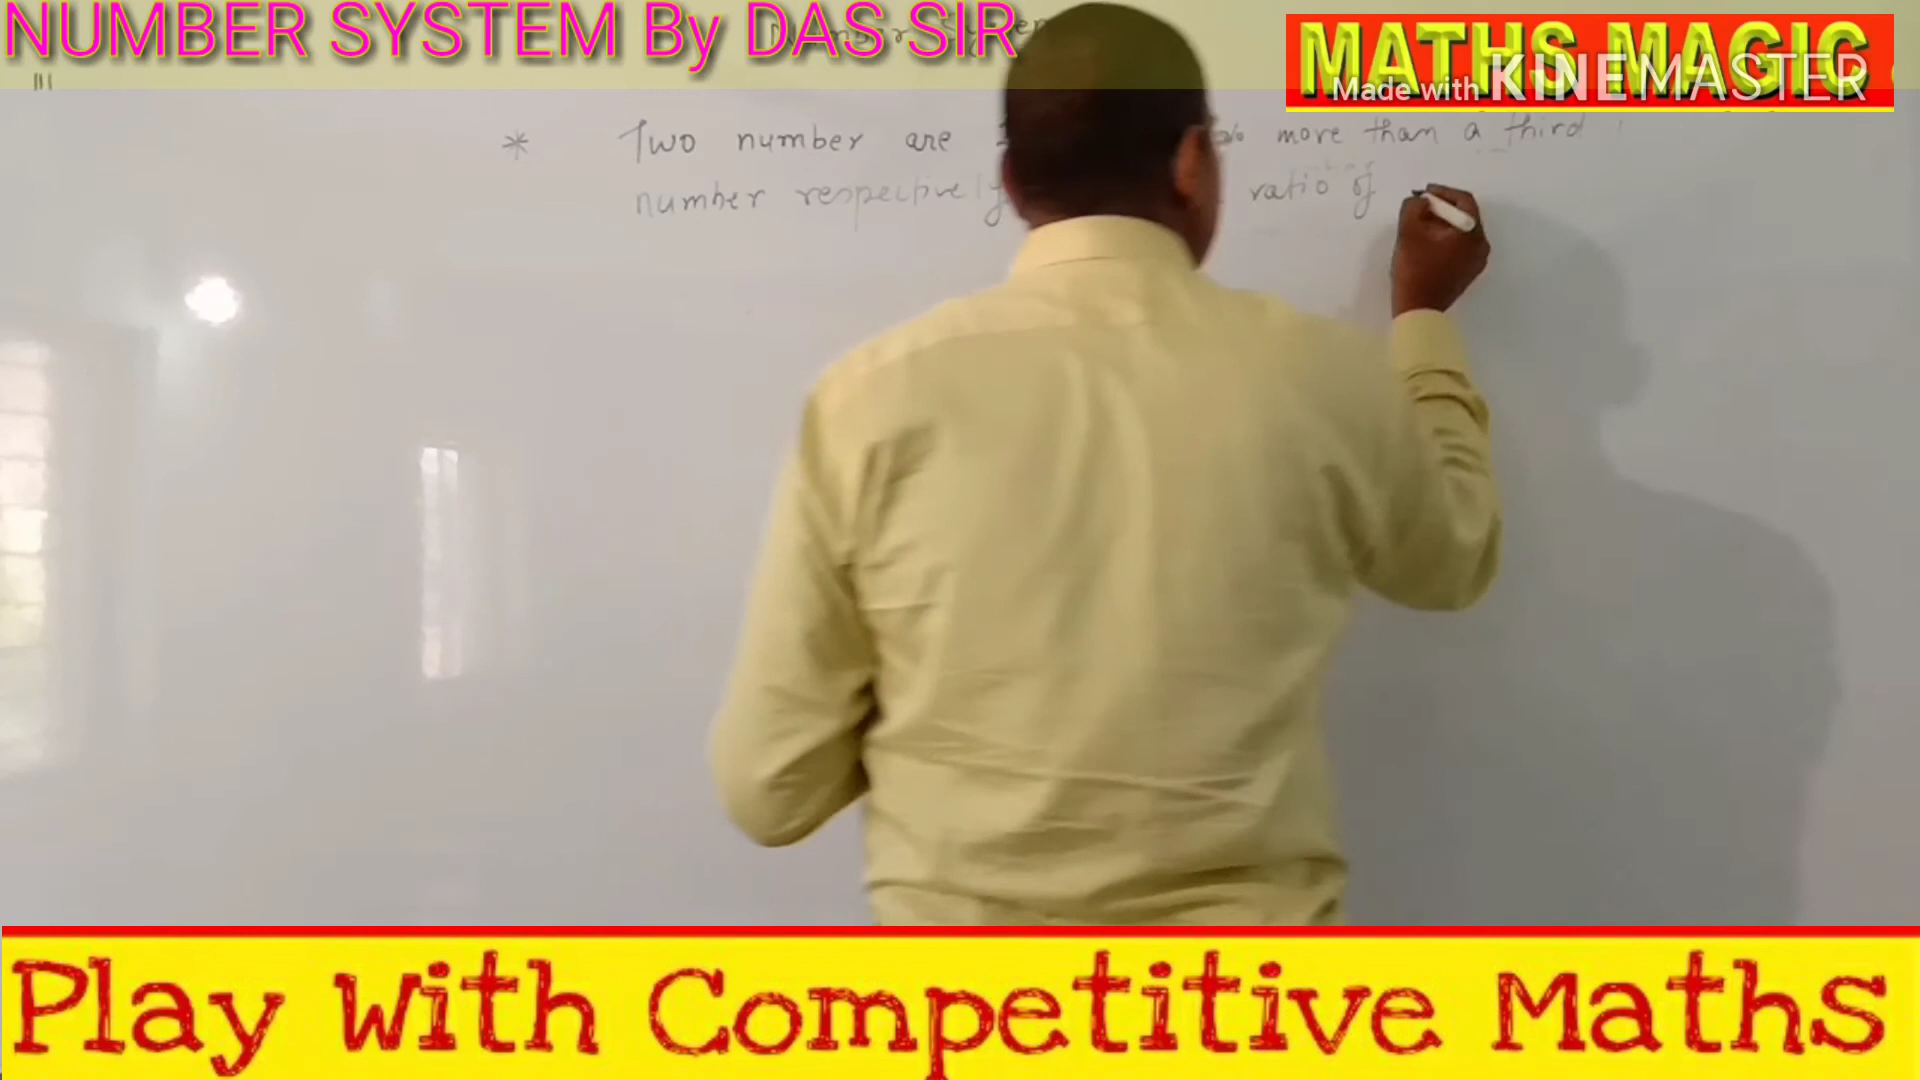 NUMBER SYSTEM By DAS SIR
MATHS MAGIC
Made with KINEMASTER
* Two number are more than a third
number respectively ratio of
Play With Competitive Maths